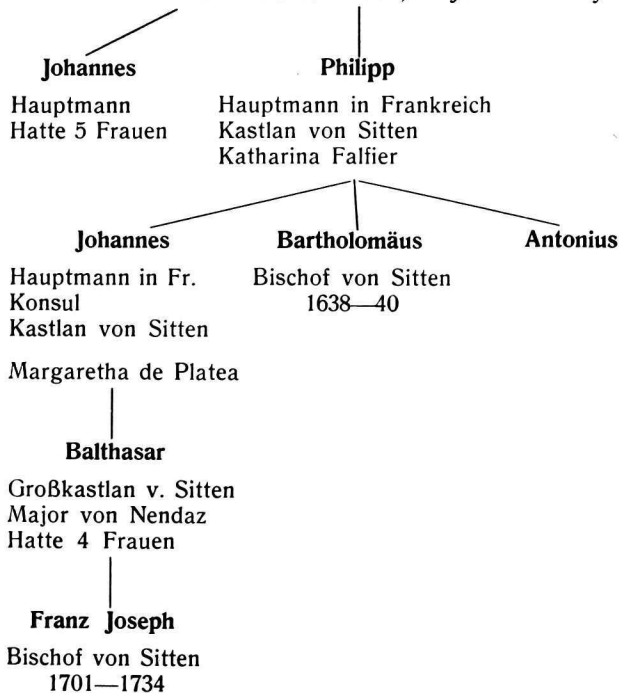 Johannes Philipp
Hauptmann Hauptmann in Frankreich
Hatte 5 Frauen Kastlan von Sitten
Katharina Falfier
Johannes Bartholomäus Antonius
Hauptmann in Fr. Bischof von Sitten
Konsul 1638—40
Kastlan von Sitten
Margaretha de Platea
Balthasar
Großkastlan v. Sitten
Major von Nendaz
Hatte 4 Frauen
Franz Joseph
Bischof von Sitten
1701—1734